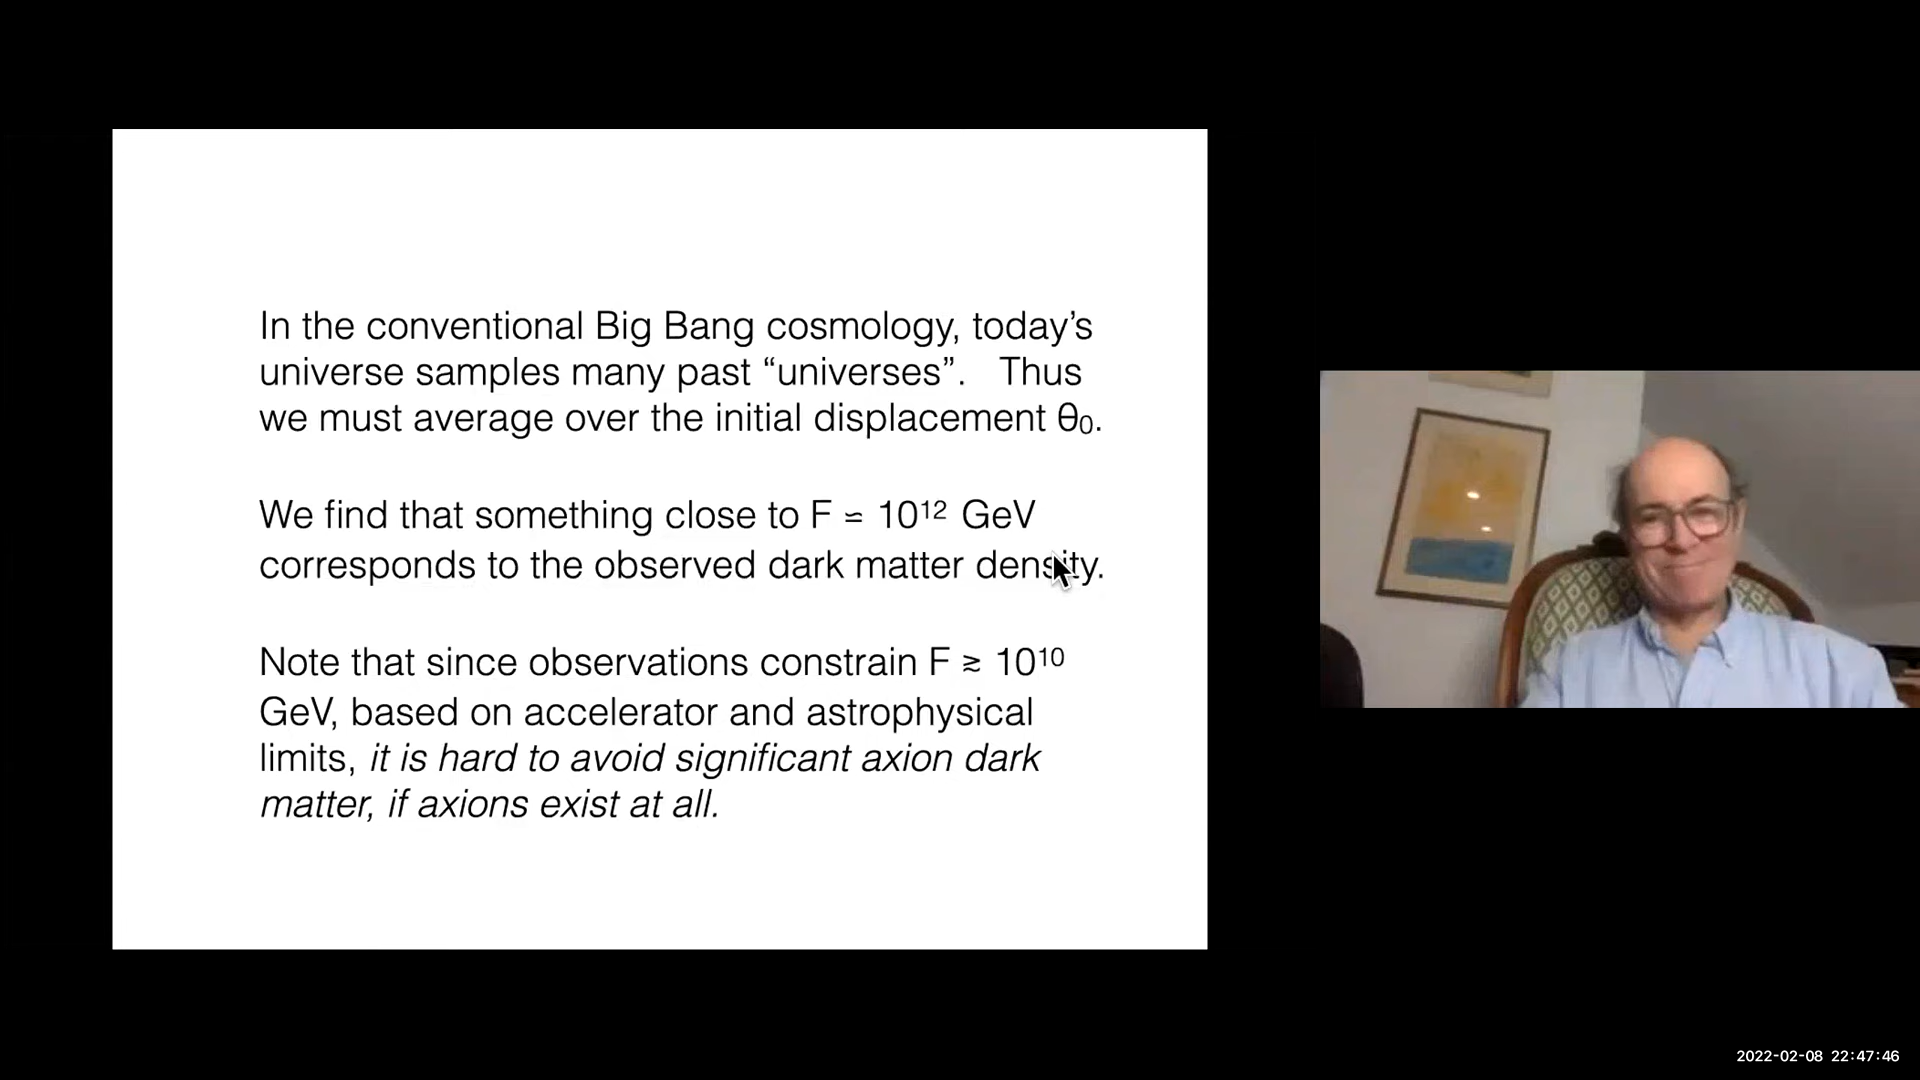 In the conventional Big Bang cosmology, today’s
universe samples many past “universes”.   Thus
we must average over the initial displacement θ₀.
We find that something close to F ≃ 10¹² GeV
corresponds to the observed dark matter density.
Note that since observations constrain F ≳ 10¹⁰
GeV, based on accelerator and astrophysical
limits, it is hard to avoid significant axion dark
matter, if axions exist at all.
2022-02-08 22:47:46